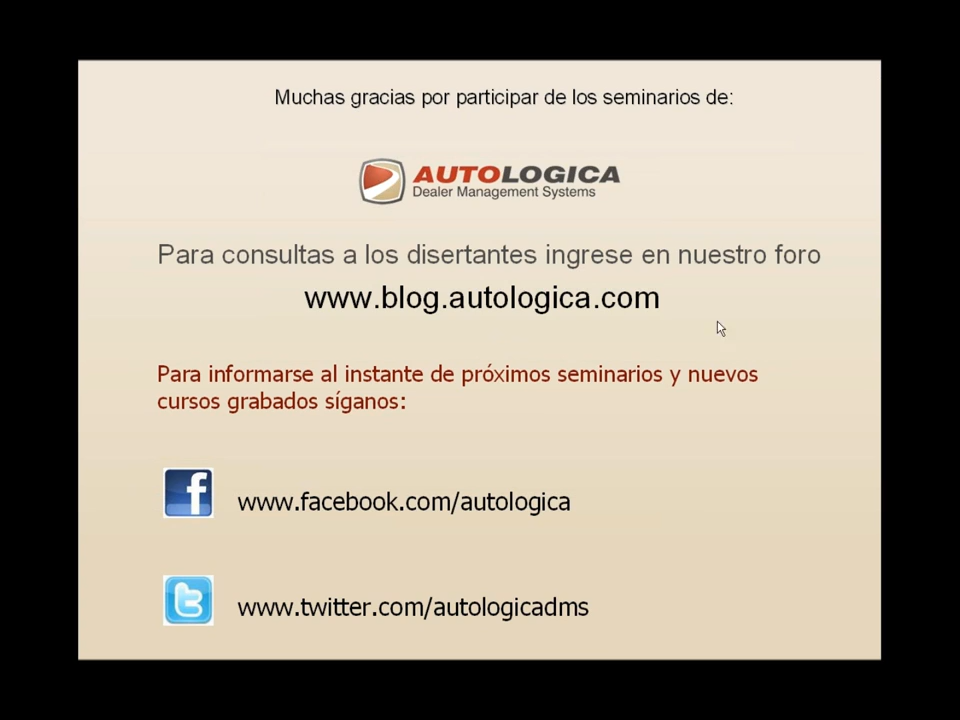 Muchas gracias por participar de los seminarios de:
AUTOLOGICA
Dealer Management Systems
Para consultas a los disertantes ingrese en nuestro foro
www.blog.autologica.com
Para informarse al instante de próximos seminarios y nuevos
cursos grabados síganos:
f
www.facebook.com/autologica
t
www.twitter.com/autologicadms